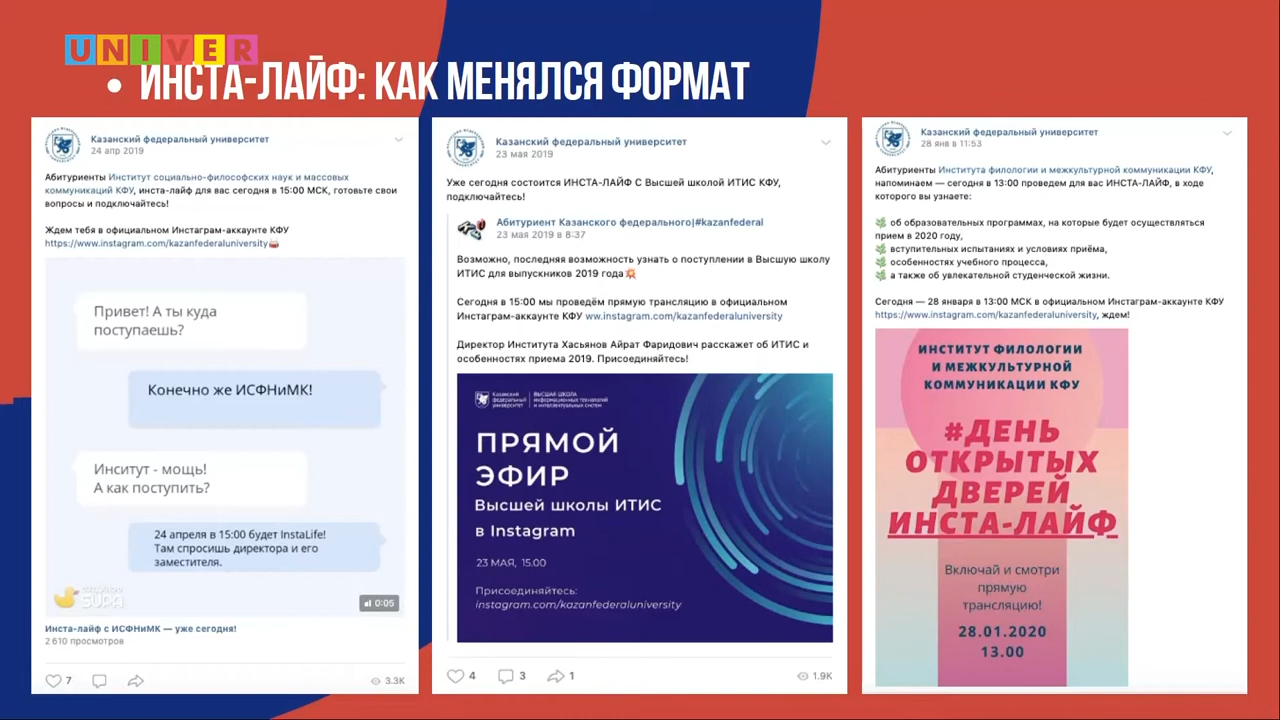 UNIVER
• ИНСТА-ЛАЙФ: КАК МЕНЯЛСЯ ФОРМАТ
Казанский федеральный университет
24 апр 2019
Абитуриенты Институт социально-философских наук и массовых
коммуникаций КФУ, инста-лайф для вас сегодня в 15:00 МСК, готовьте свои
вопросы и подключайтесь!
Ждем тебя в официальном Инстаграм-аккаунте КФУ
https://www.instagram.com/kazanfederaluniversity
Привет! А ты куда
поступаешь?
Конечно же ИСФНиМК!
Инситут - мощь!
А как поступить?
24 апреля в 15:00 будет InstaLife!
Там спросишь директора и его
заместителя.
SUPA
0:05
Инста-лайф с ИСФНиМК — уже сегодня!
2 610 просмотров
7
3.3K
Казанский федеральный университет
23 мая 2019
Уже сегодня состоится ИНСТА-ЛАЙФ С Высшей школой ИТИС КФУ,
подключайтесь!
Абитуриент Казанского федерального|#kazanfederal
23 мая 2019 в 8:37
Возможно, последняя возможность узнать о поступлении в Высшую школу
ИТИС для выпускников 2019 года💥
Сегодня в 15:00 мы проведём прямую трансляцию в официальном
Инстаграм-аккаунте КФУ ww.instagram.com/kazanfederaluniversity
Директор Института Хасьянов Айрат Фаридович расскажет об ИТИС и
особенностях приема 2019. Присоединяйтесь!
Казанский федеральный университет
ВЫСШАЯ ШКОЛА
информационных технологий
и интеллектуальных систем
ПРЯМОЙ
ЭФИР
Высшей школы ИТИС
в Instagram
23 МАЯ, 15.00
Присоединяйтесь:
instagram.com/kazanfederaluniversity
4
3
1
1.9K
Казанский федеральный университет
28 янв в 11:53
Абитуриенты Института филологии и межкультурной коммуникации КФУ,
напоминаем — сегодня в 13:00 проведем для вас ИНСТА-ЛАЙФ, в ходе
которого вы узнаете:
🌿 об образовательных программах, на которые будет осуществляться
прием в 2020 году,
🌿 вступительных испытаниях и условиях приёма,
🌿 особенностях учебного процесса,
🌿 а также об увлекательной студенческой жизни.
Сегодня — 28 января в 13:00 МСК в официальном Инстаграм-аккаунте КФУ
https://www.instagram.com/kazanfederaluniversity, ждем!
ИНСТИТУТ ФИЛОЛОГИИ
И МЕЖКУЛЬТУРНОЙ
КОММУНИКАЦИИ КФУ
#ДЕНЬ
ОТКРЫТЫХ
ДВЕРЕЙ
ИНСТА-ЛАЙФ
Включай и смотри
прямую
трансляцию!
28.01.2020
13.00